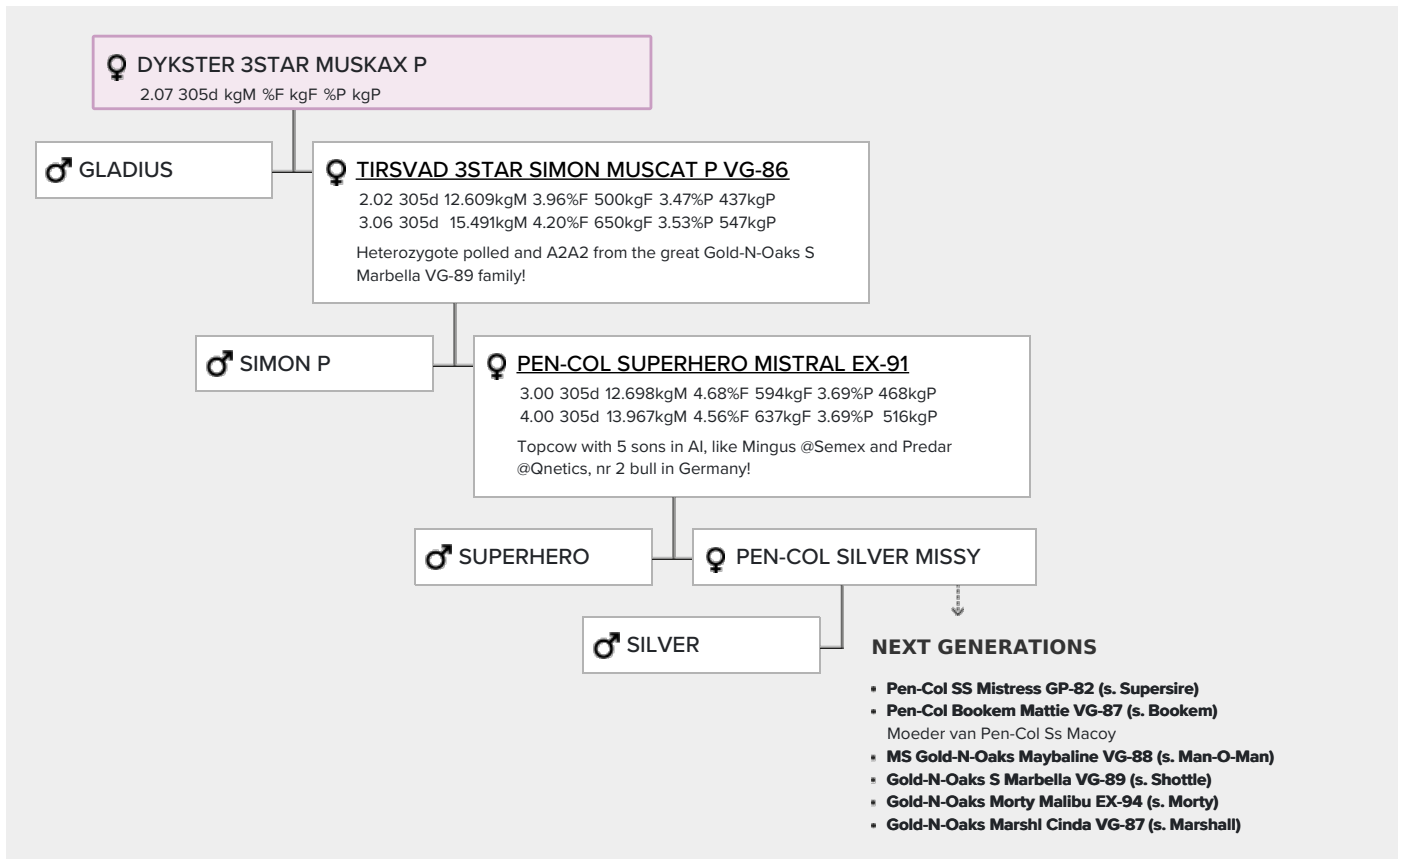 DYKSTER 3STAR MUSKAX P
2.07 305d kgM %F kgF %P kgP
GLADIUS
TIRSVAD 3STAR SIMON MUSCAT P VG-86
2.02 305d 12.609kgM 3.96%F 500kgF 3.47%P 437kgP
3.06 305d 15.491kgM 4.20%F 650kgF 3.53%P 547kgP
Heterozygote polled and A2A2 from the great Gold-N-Oaks S
Marbella VG-89 family!
SIMON P
PEN-COL SUPERHERO MISTRAL EX-91
3.00 305d 12.698kgM 4.68%F 594kgF 3.69%P 468kgP
4.00 305d 13.967kgM 4.56%F 637kgF 3.69%P 516kgP
Topcow with 5 sons in AI, like Mingus @Semex and Predar
@Qnetics, nr 2 bull in Germany!
SUPERHERO
PEN-COL SILVER MISSY
SILVER
NEXT GENERATIONS
Pen-Col SS Mistress GP-82 (s. Supersire)
Pen-Col Bookem Mattie VG-87 (s. Bookem)
Moeder van Pen-Col Ss Macoy
MS Gold-N-Oaks Maybaline VG-88 (s. Man-O-Man)
Gold-N-Oaks S Marbella VG-89 (s. Shottle)
Gold-N-Oaks Morty Malibu EX-94 (s. Morty)
Gold-N-Oaks Marshl Cinda VG-87 (s. Marshall)